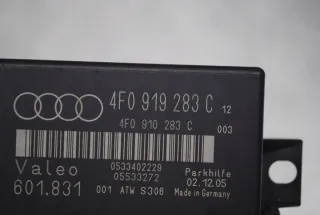 4F0 919 283 C 12
4F0 910 283 C 003
0533402229
Valeo 05533272 Parkhilfe
02.12.05
601.831 001 ATW S306 Made in Germany